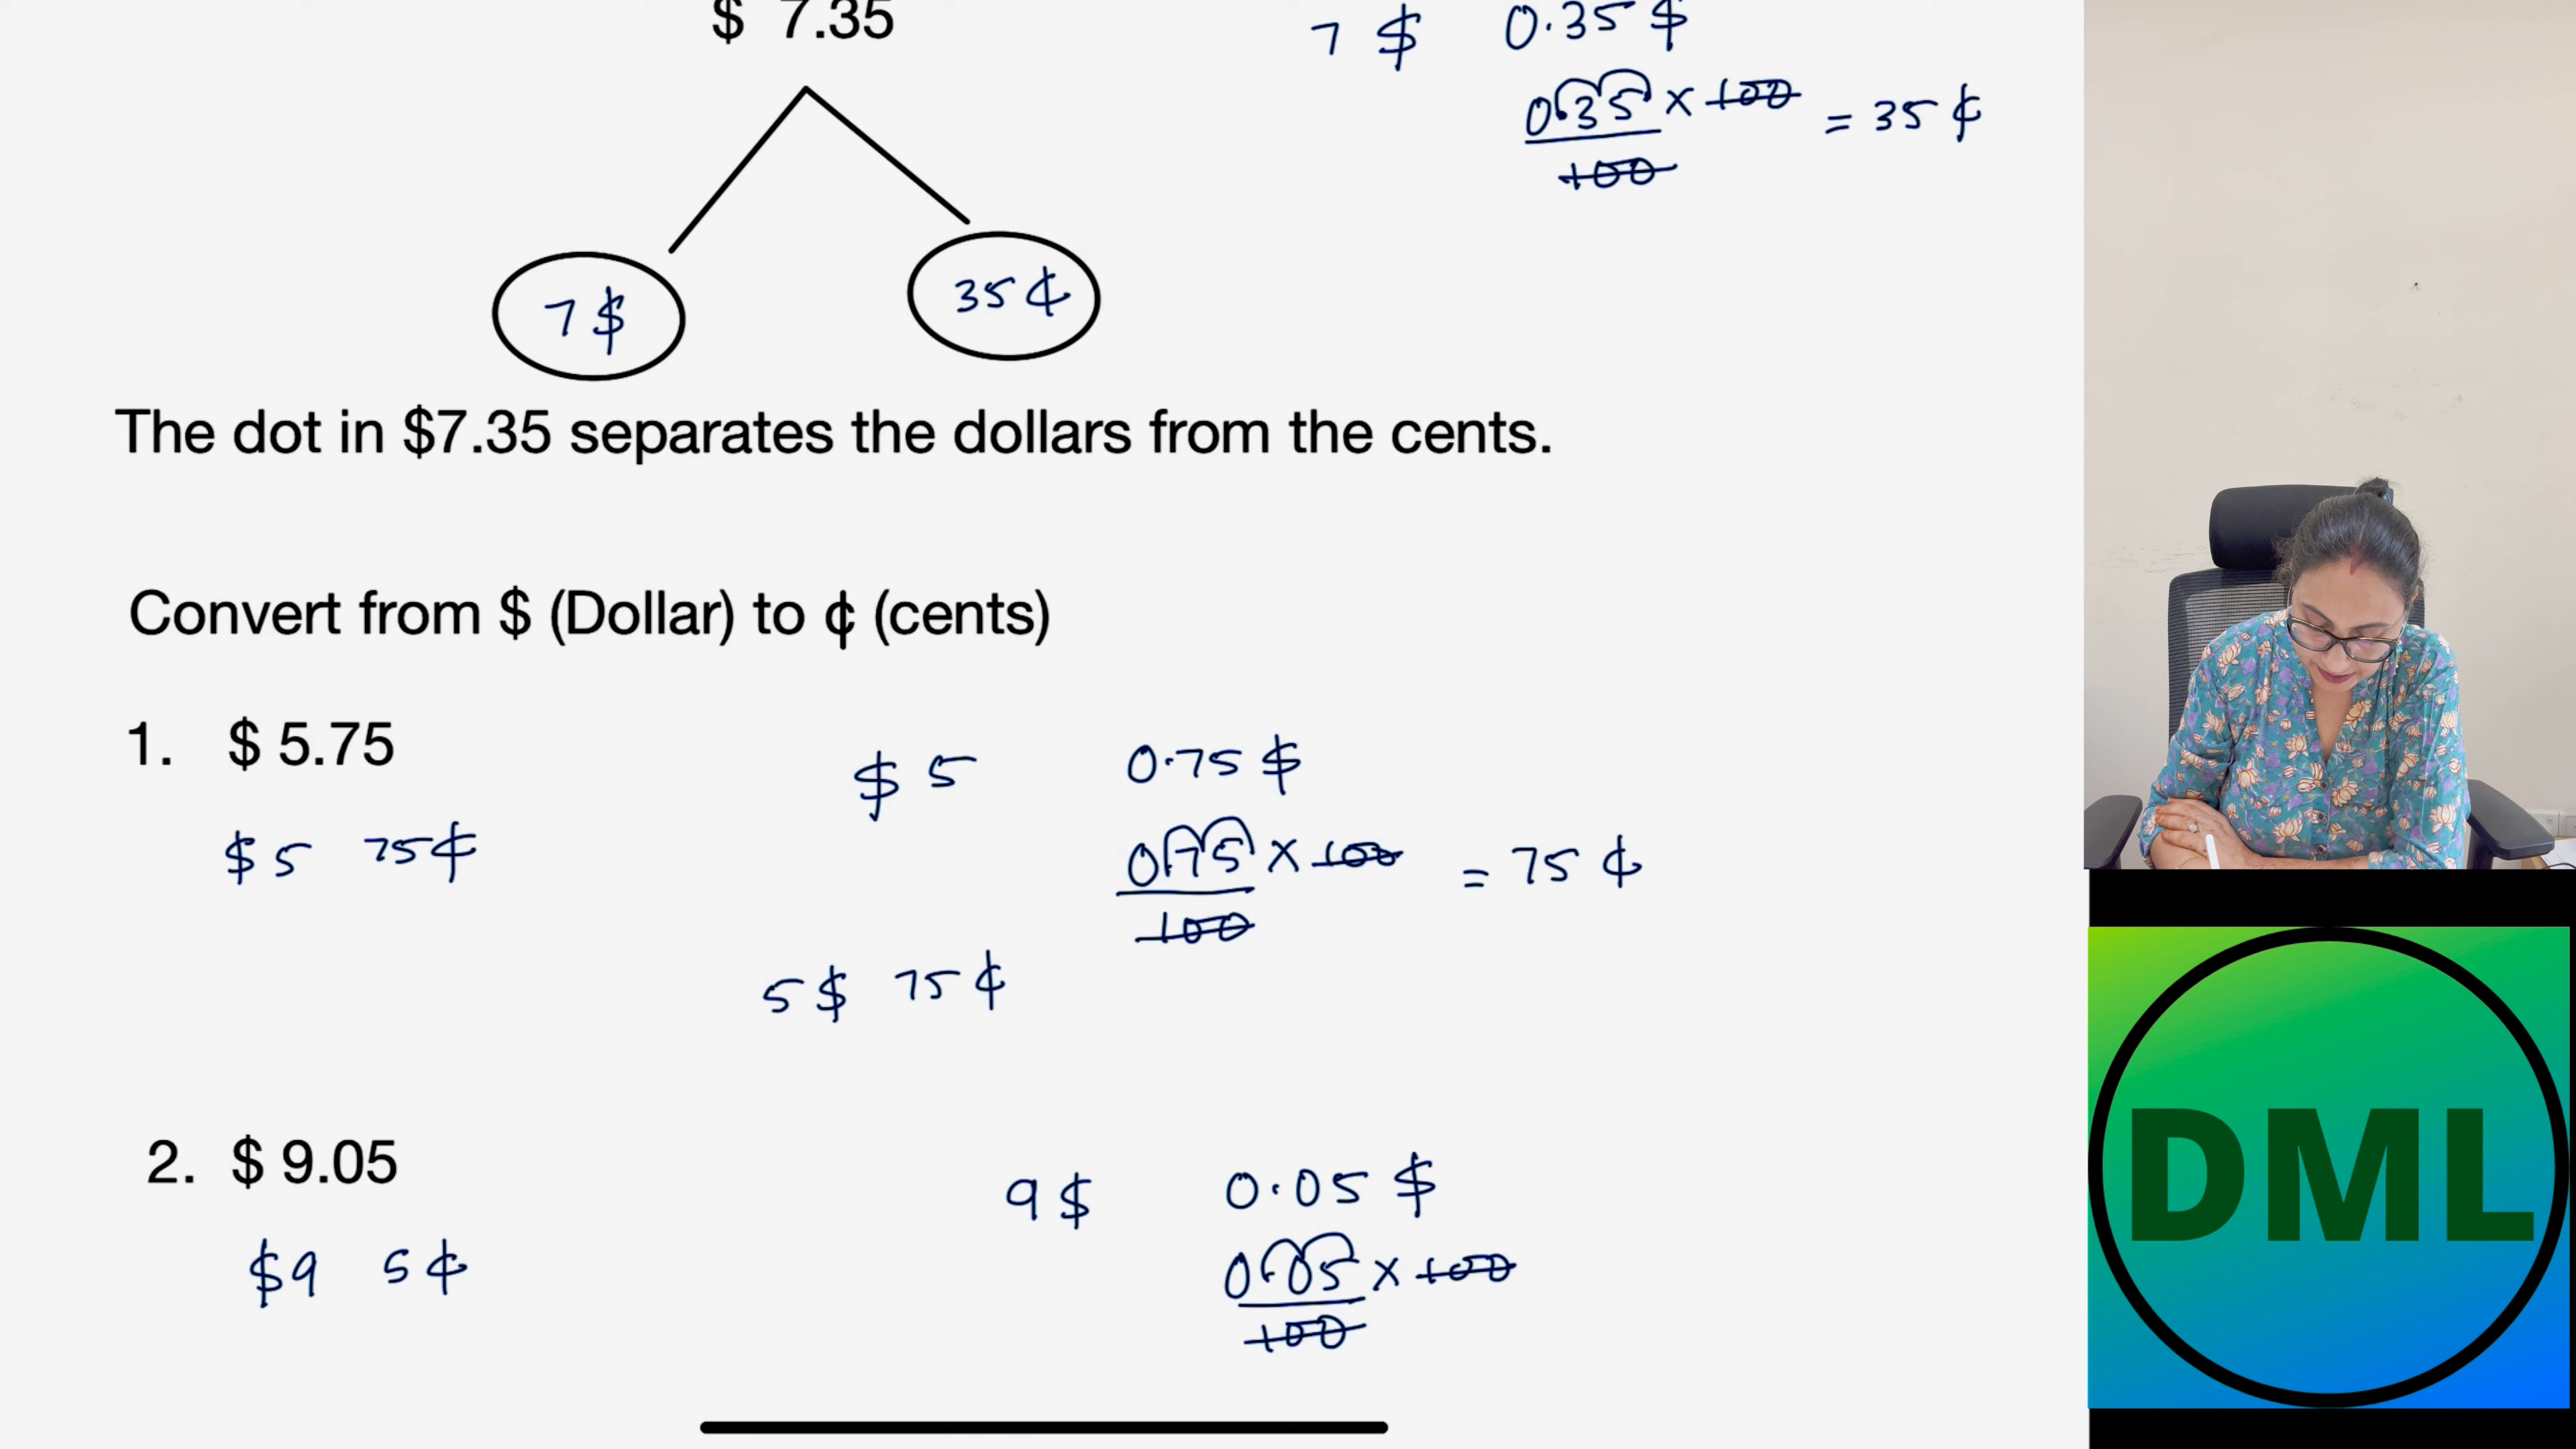 $ 7.35
7 $ 0.35 $
0.35 × 100 = 35 ¢
100
7 $ 35 ¢
The dot in $7.35 separates the dollars from the cents.
Convert from $ (Dollar) to ¢ (cents)
1. $ 5.75
$ 5 0.75 $
$ 5 75 ¢
0.75 × 100 = 75 ¢
100
5 $ 75 ¢
2. $ 9.05
9 $ 0.05 $
$9 5 ¢
0.05 × 100
100
DML